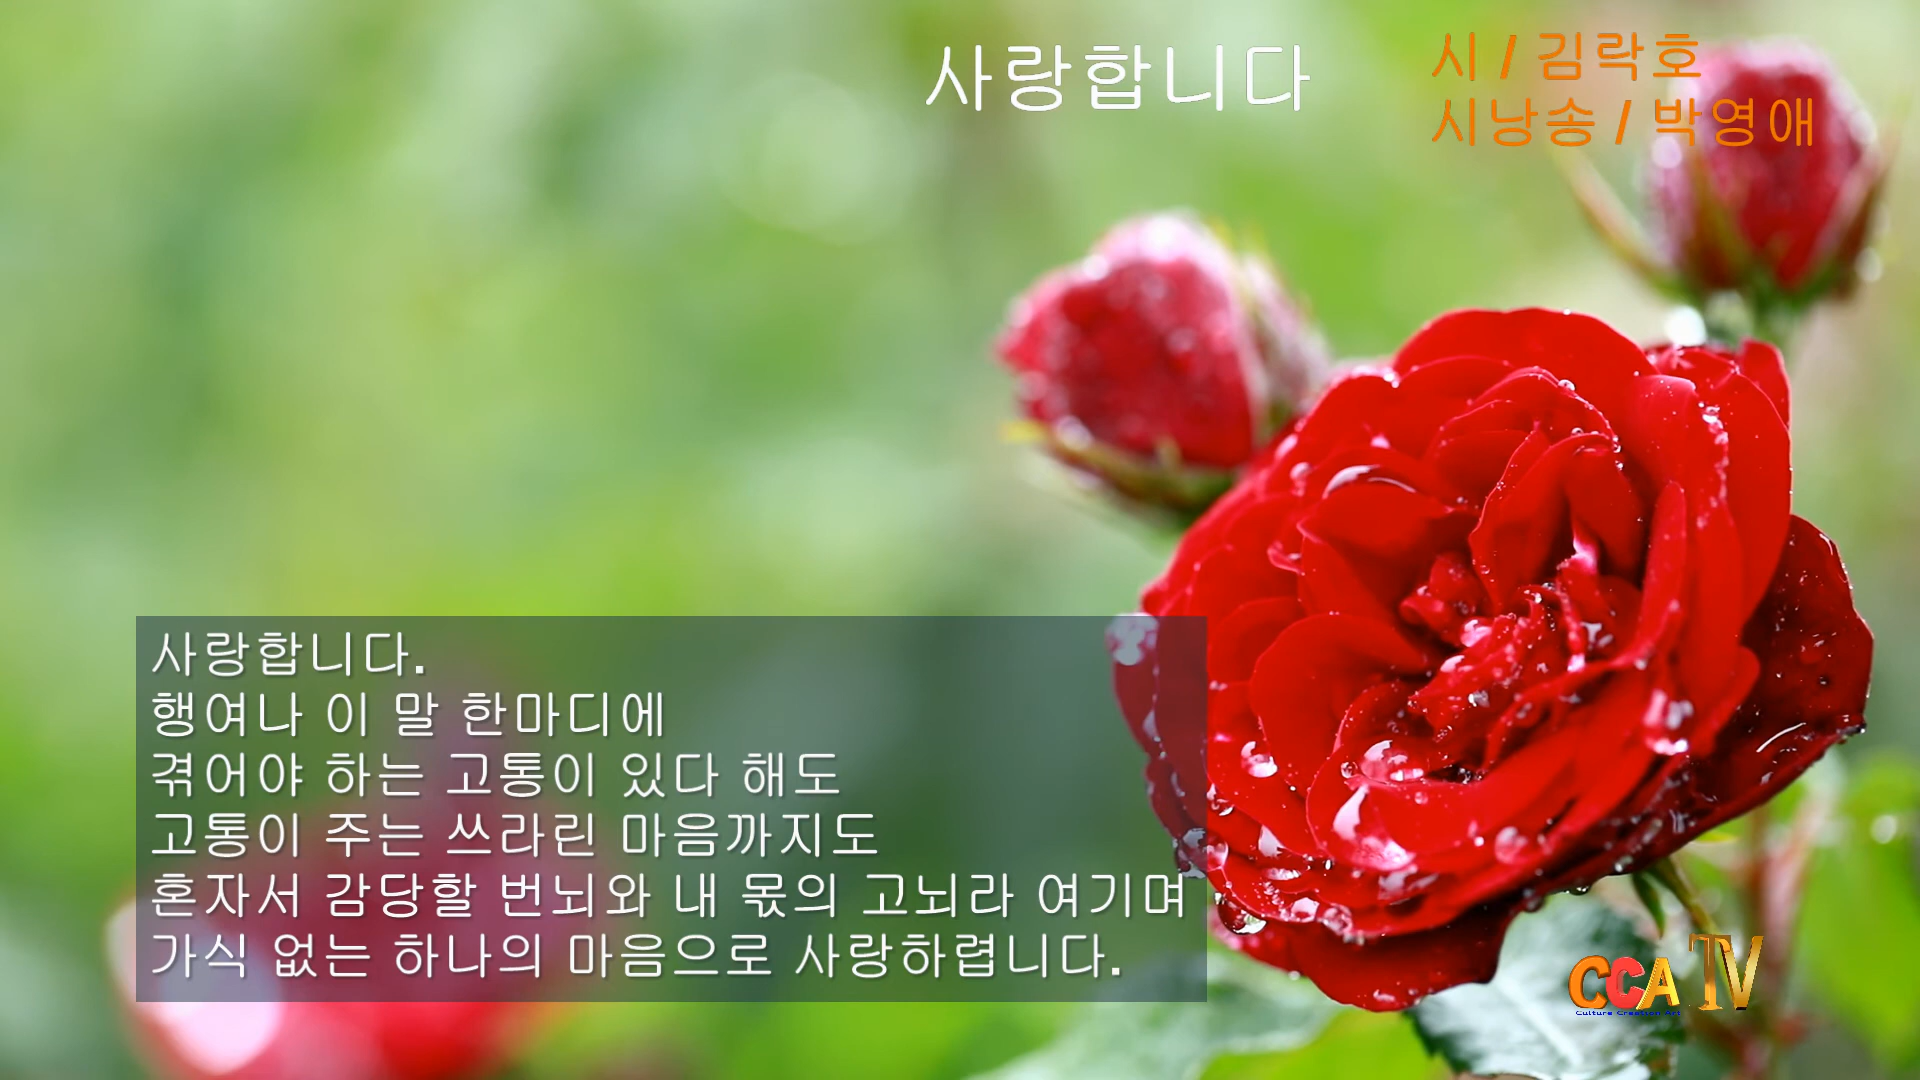 사랑합니다
시 / 김락호
시낭송 / 박영애
사랑합니다.
행여나 이 말 한마디에
겪어야 하는 고통이 있다 해도
고통이 주는 쓰라린 마음까지도
혼자서 감당할 번뇌와 내 몫의 고뇌라 여기며
가식 없는 하나의 마음으로 사랑하렵니다.
CCA TV
Culture Creation Art